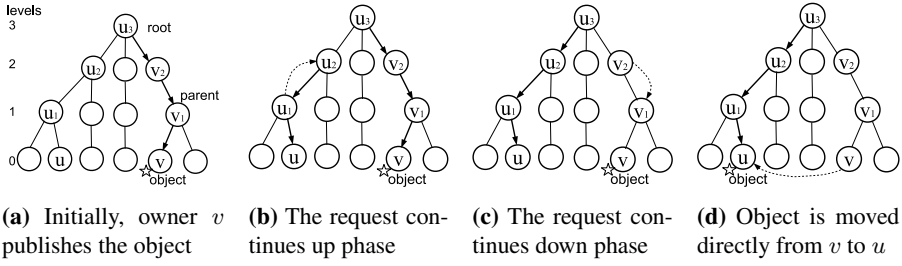 levels
3
2
1
0
u₃
root
u₂
v₂
parent
u₁
v₁
u
v
object
u₃
u₂
v₂
u₁
v₁
u
v
object
u₃
u₂
v₂
u₁
v₁
u
v
object
u₃
u₂
v₂
u₁
v₁
u
v
object
(a) Initially, owner v
publishes the object
(b) The request con-
tinues up phase
(c) The request con-
tinues down phase
(d) Object is moved
directly from v to u